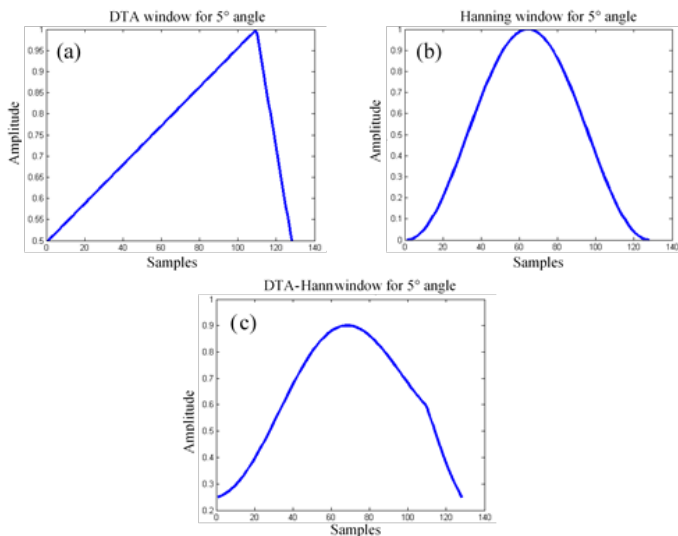 DTA window for 5° angle
(a)
1
0.95
0.9
0.85
0.8
0.75
0.7
0.65
0.6
0.55
0.5
Amplitude
0 20 40 60 80 100 120 140
Samples
Hanning window for 5° angle
(b)
1
0.9
0.8
0.7
0.6
0.5
0.4
0.3
0.2
0.1
0
Amplitude
0 20 40 60 80 100 120 140
Samples
DTA-Hannwindow for 5° angle
(c)
1
0.9
0.8
0.7
0.6
0.5
0.4
0.3
0.2
Amplitude
0 20 40 60 80 100 120 140
Samples